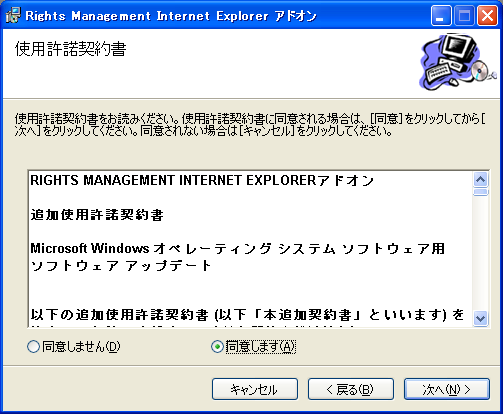 Rights Management Internet Explorer アドオン
使用許諾契約書
使用許諾契約書をお読みください。使用許諾契約書に同意される場合は、[同意]をクリックしてから[
次へ]をクリックしてください。同意されない場合は[キャンセル]をクリックしてください。
RIGHTS MANAGEMENT INTERNET EXPLORERアドオン
追加使用許諾契約書
Microsoft Windows オペレーティング システム ソフトウェア用
ソフトウェア アップデート
以下の追加使用許諾契約書 (以下「本追加契約書」といいます) を
同意しません(D)
同意します(A)
キャンセル
< 戻る(B)
次へ(N) >